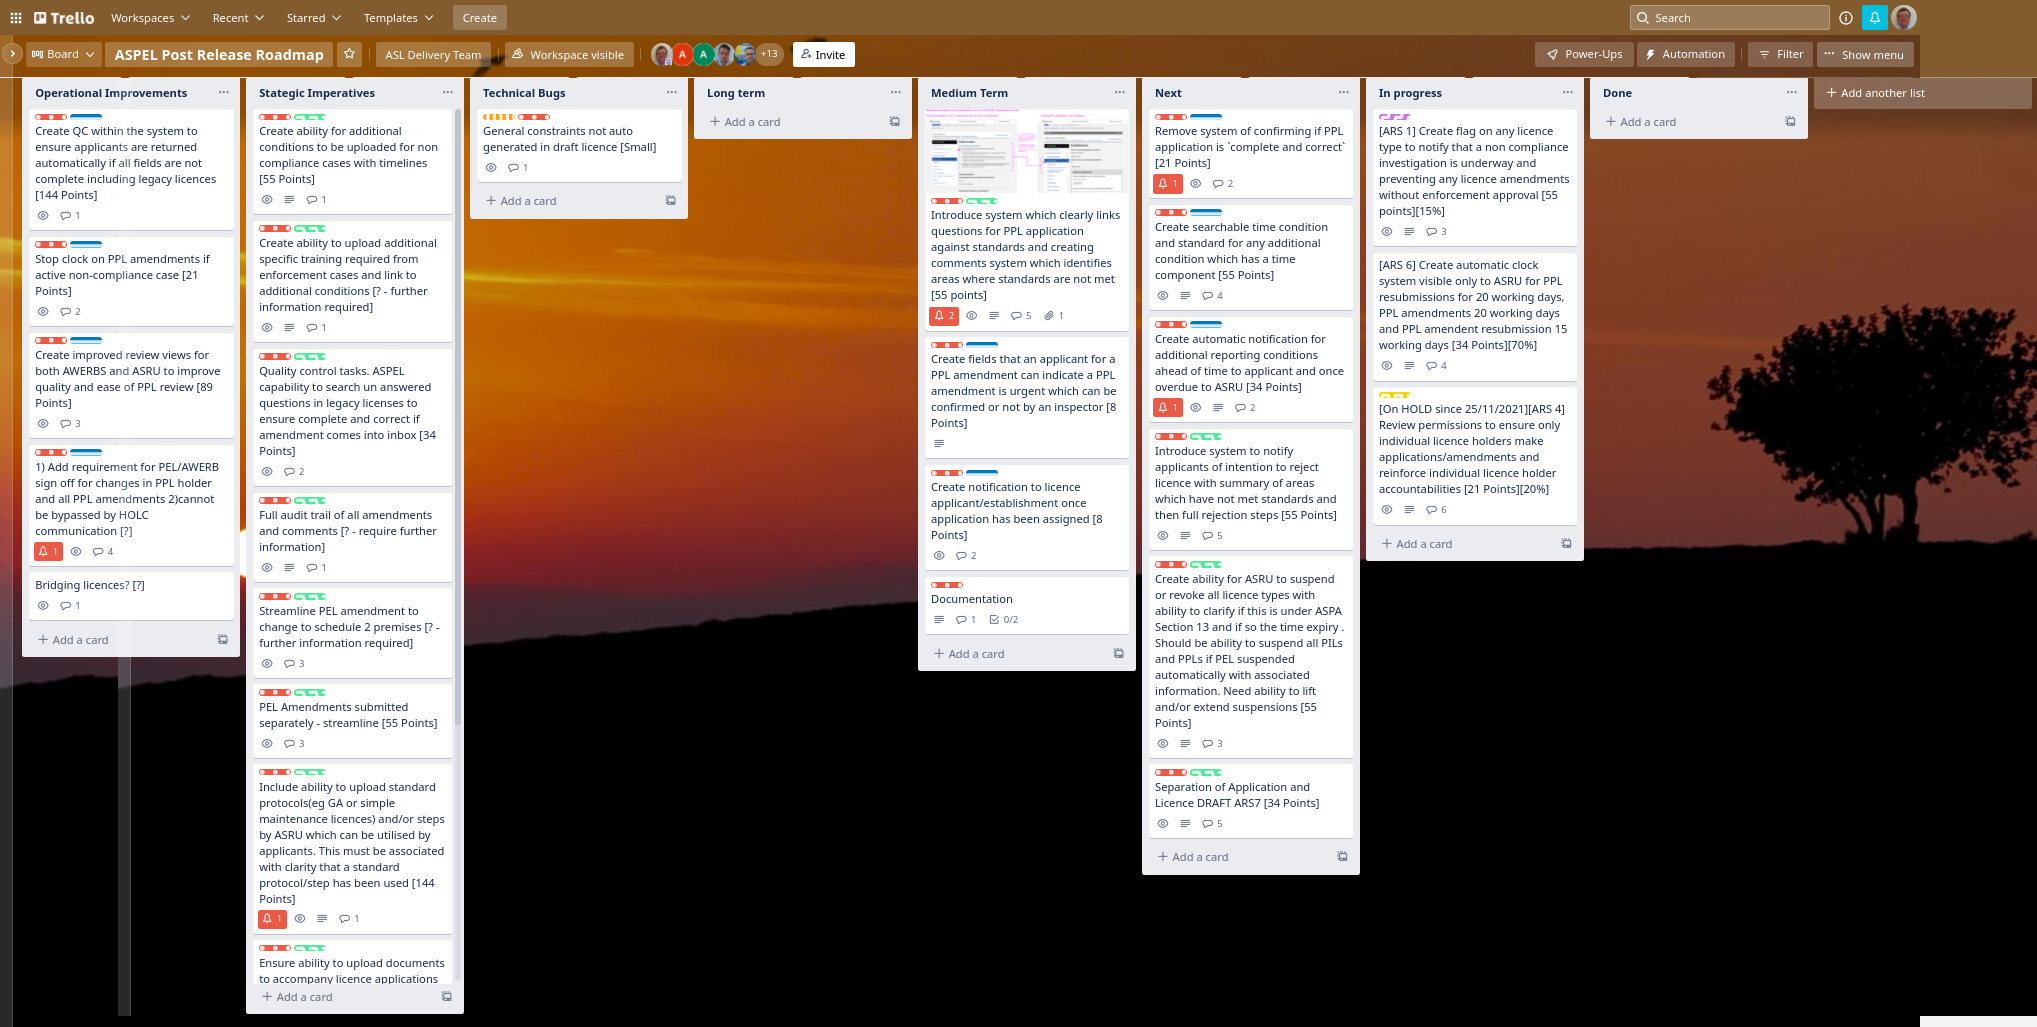 Trello
Workspaces
Recent
Starred
Templates
Create
Search
Board
ASPEL Post Release Roadmap
ASL Delivery Team
Workspace visible
A
A
+13
Invite
Power-Ups
Automation
Filter
Show menu
Operational Improvements
Create QC within the system to
ensure applicants are returned
automatically if all fields are not
complete including legacy licences
[144 Points]
1
Stop clock on PPL amendments if
active non-compliance case [21
Points]
2
Create improved review views for
both AWERBS and ASRU to improve
quality and ease of PPL review [89
Points]
3
1) Add requirement for PEL/AWERB
sign off for changes in PPL holder
and all PPL amendments 2)cannot
be bypassed by HOLC
communication [?]
1
4
Bridging licences? [?]
1
Add a card
Stategic Imperatives
Create ability for additional
conditions to be uploaded for non
compliance cases with timelines
[55 Points]
1
Create ability to upload additional
specific training required from
enforcement cases and link to
additional conditions [? - further
information required]
1
Quality control tasks. ASPEL
capability to search un answered
questions in legacy licenses to
ensure complete and correct if
amendment comes into inbox [34
Points]
2
Full audit trail of all amendments
and comments [? - require further
information]
1
Streamline PEL amendment to
change to schedule 2 premises [? -
further information required]
3
PEL Amendments submitted
separately - streamline [55 Points]
3
Include ability to upload standard
protocols(eg GA or simple
maintenance licences) and/or steps
by ASRU which can be utilised by
applicants. This must be associated
with clarity that a standard
protocol/step has been used [144
Points]
1
1
Ensure ability to upload documents
to accompany licence applications
Add a card
Technical Bugs
General constraints not auto
generated in draft licence [Small]
1
Add a card
Long term
Add a card
Medium Term
Introduce system which clearly links
questions for PPL application
against standards and creating
comments system which identifies
areas where standards are not met
[55 points]
2
5
1
Create fields that an applicant for a
PPL amendment can indicate a PPL
amendment is urgent which can be
confirmed or not by an inspector [8
Points]
Create notification to licence
applicant/establishment once
application has been assigned [8
Points]
2
Documentation
1
0/2
Add a card
Next
Remove system of confirming if PPL
application is `complete and correct`
[21 Points]
1
2
Create searchable time condition
and standard for any additional
condition which has a time
component [55 Points]
4
Create automatic notification for
additional reporting conditions
ahead of time to applicant and once
overdue to ASRU [34 Points]
1
2
Introduce system to notify
applicants of intention to reject
licence with summary of areas
which have not met standards and
then full rejection steps [55 Points]
5
Create ability for ASRU to suspend
or revoke all licence types with
ability to clarify if this is under ASPA
Section 13 and if so the time expiry .
Should be ability to suspend all PILs
and PPLs if PEL suspended
automatically with associated
information. Need ability to lift
and/or extend suspensions [55
Points]
3
Separation of Application and
Licence DRAFT ARS7 [34 Points]
5
Add a card
In progress
[ARS 1] Create flag on any licence
type to notify that a non compliance
investigation is underway and
preventing any licence amendments
without enforcement approval [55
points][15%]
3
[ARS 6] Create automatic clock
system visible only to ASRU for PPL
resubmissions for 20 working days,
PPL amendments 20 working days
and PPL amendent resubmission 15
working days [34 Points][70%]
4
[On HOLD since 25/11/2021][ARS 4]
Review permissions to ensure only
individual licence holders make
applications/amendments and
reinforce individual licence holder
accountabilities [21 Points][20%]
6
Add a card
Done
Add a card
Add another list